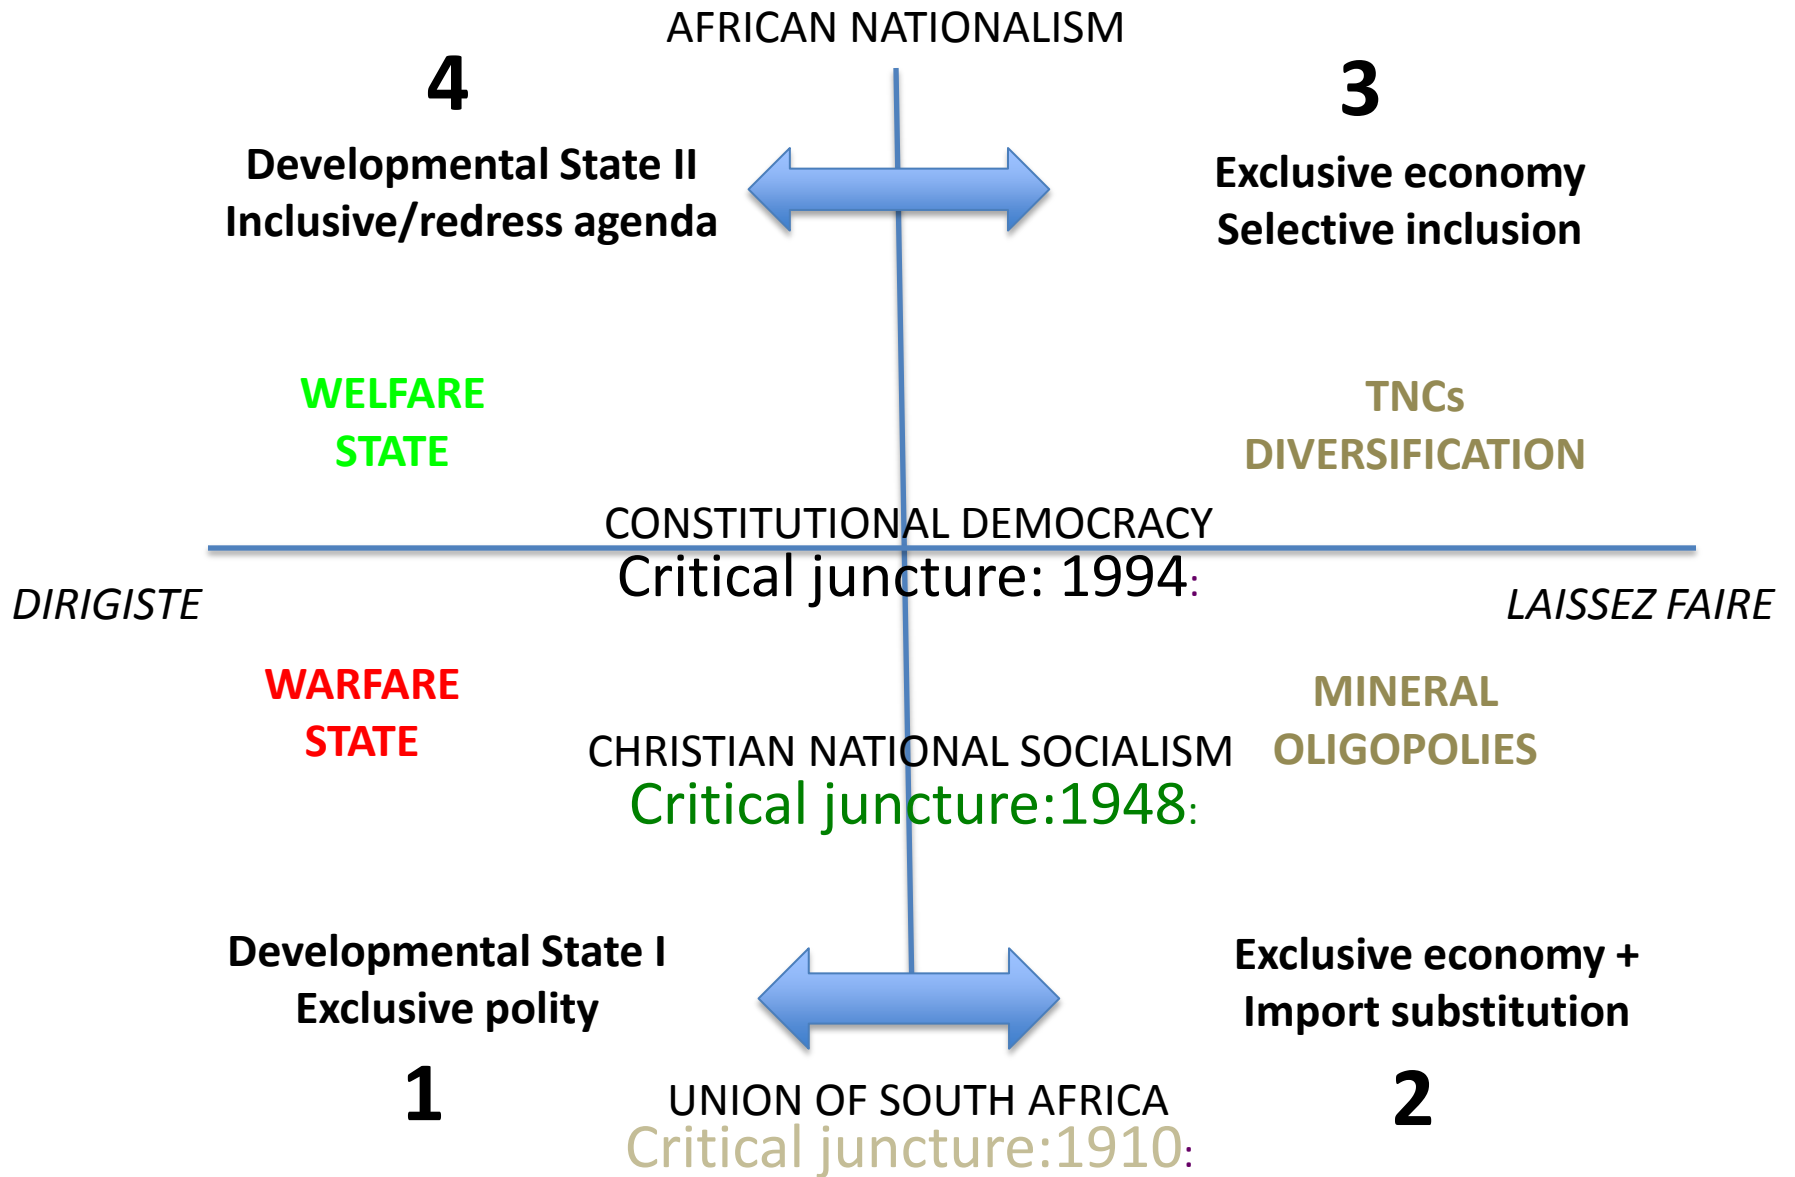 AFRICAN NATIONALISM
4
3
Developmental State II
Inclusive/redress agenda
Exclusive economy
Selective inclusion
WELFARE
STATE
TNCs
DIVERSIFICATION
CONSTITUTIONAL DEMOCRACY
Critical juncture: 1994:
DIRIGISTE
LAISSEZ FAIRE
WARFARE
STATE
MINERAL
OLIGOPOLIES
CHRISTIAN NATIONAL SOCIALISM
Critical juncture:1948:
Developmental State I
Exclusive polity
Exclusive economy +
Import substitution
1
2
UNION OF SOUTH AFRICA
Critical juncture:1910: